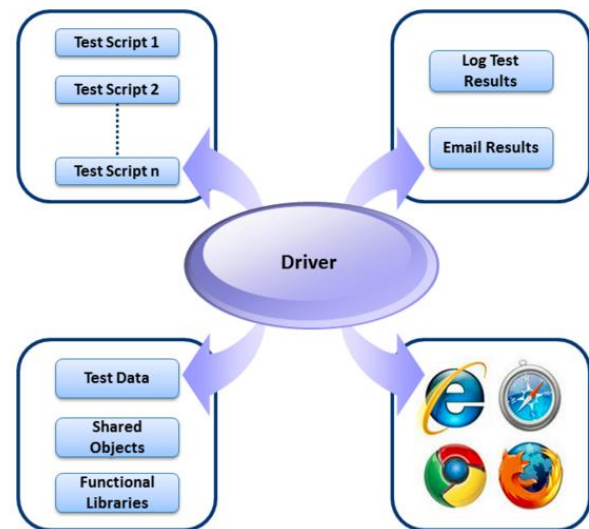 Test Script 1
Test Script 2
Test Script n
Log Test
Results
Email Results
Driver
Test Data
Shared
Objects
Functional
Libraries